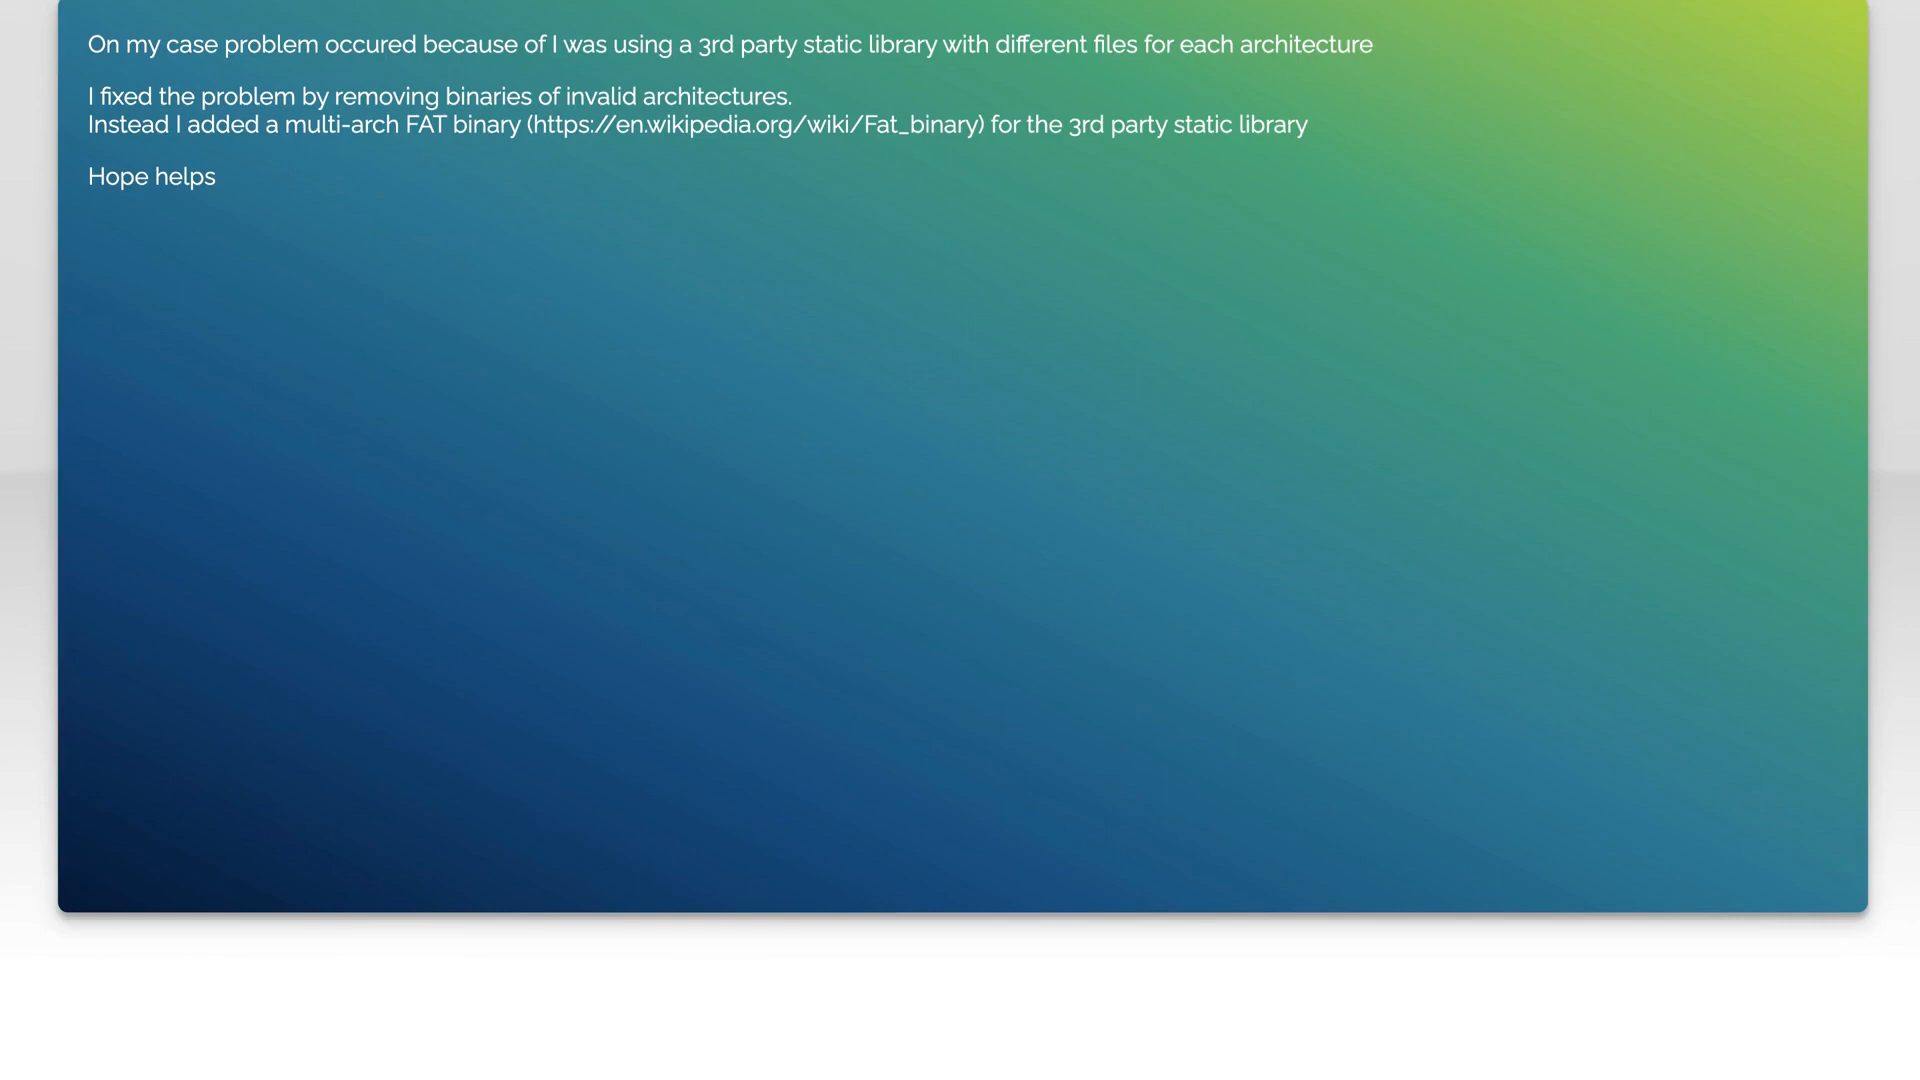 On my case problem occured because of I was using a 3rd party static library with different files for each architecture
I fixed the problem by removing binaries of invalid architectures.
Instead I added a multi-arch FAT binary (https://en.wikipedia.org/wiki/Fat_binary) for the 3rd party static library
Hope helps